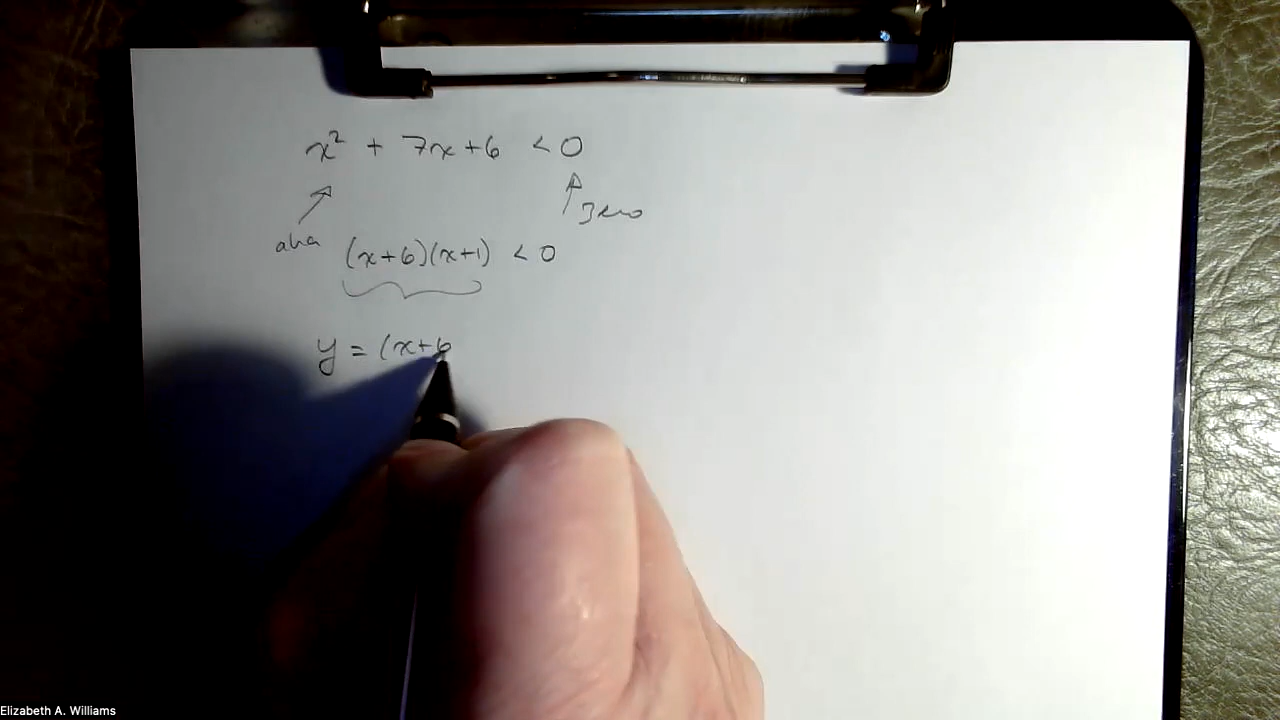 x² + 7x+6 < 0
zero
aha
(x+6)(x+1) < 0
y = (x+6
Elizabeth A. Williams